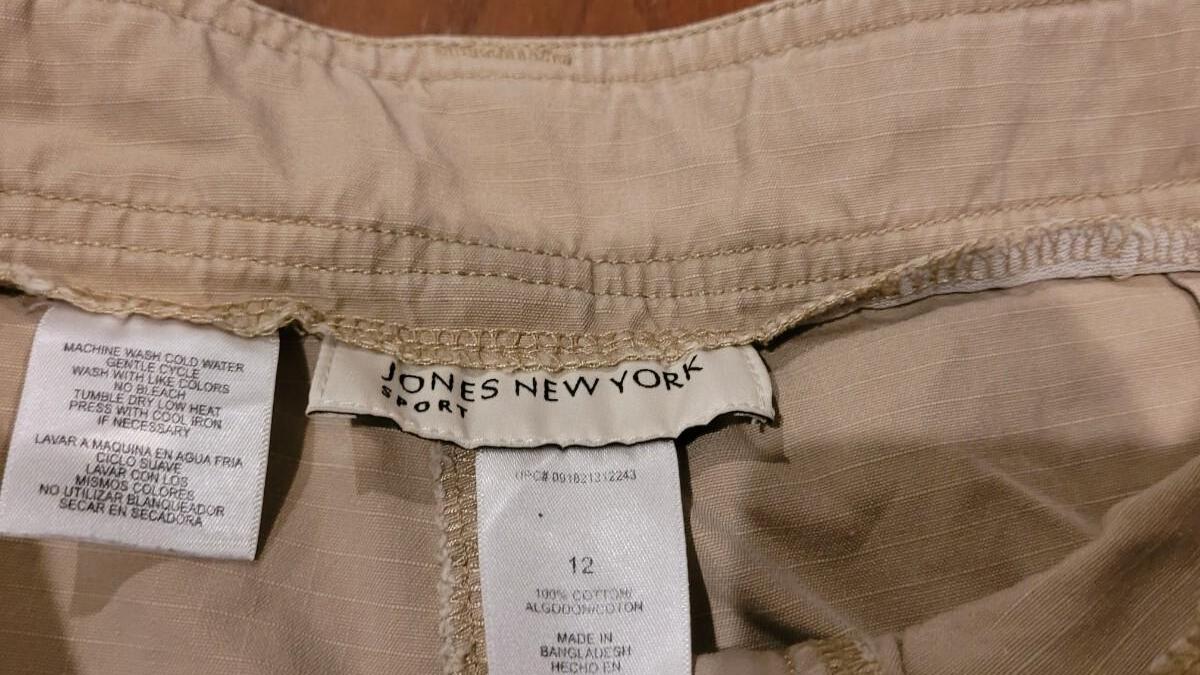 MACHINE WASH COLD WATER
GENTLE CYCLE
WASH WITH LIKE COLORS
NO BLEACH
TUMBLE DRY LOW HEAT
PRESS WITH COOL IRON
IF NECESSARY
LAVAR A MAQUINA EN AGUA FRIA
CICLO SUAVE
LAVAR CON LOS
MISMOS COLORES
NO UTILIZAR BLANQUEADOR
SECAR EN SECADORA
JONES NEW YORK
SPORT
UPC# 091821312243
12
100% COTTON/
ALGODON/COTON
MADE IN
BANGLADESH
HECHO EN